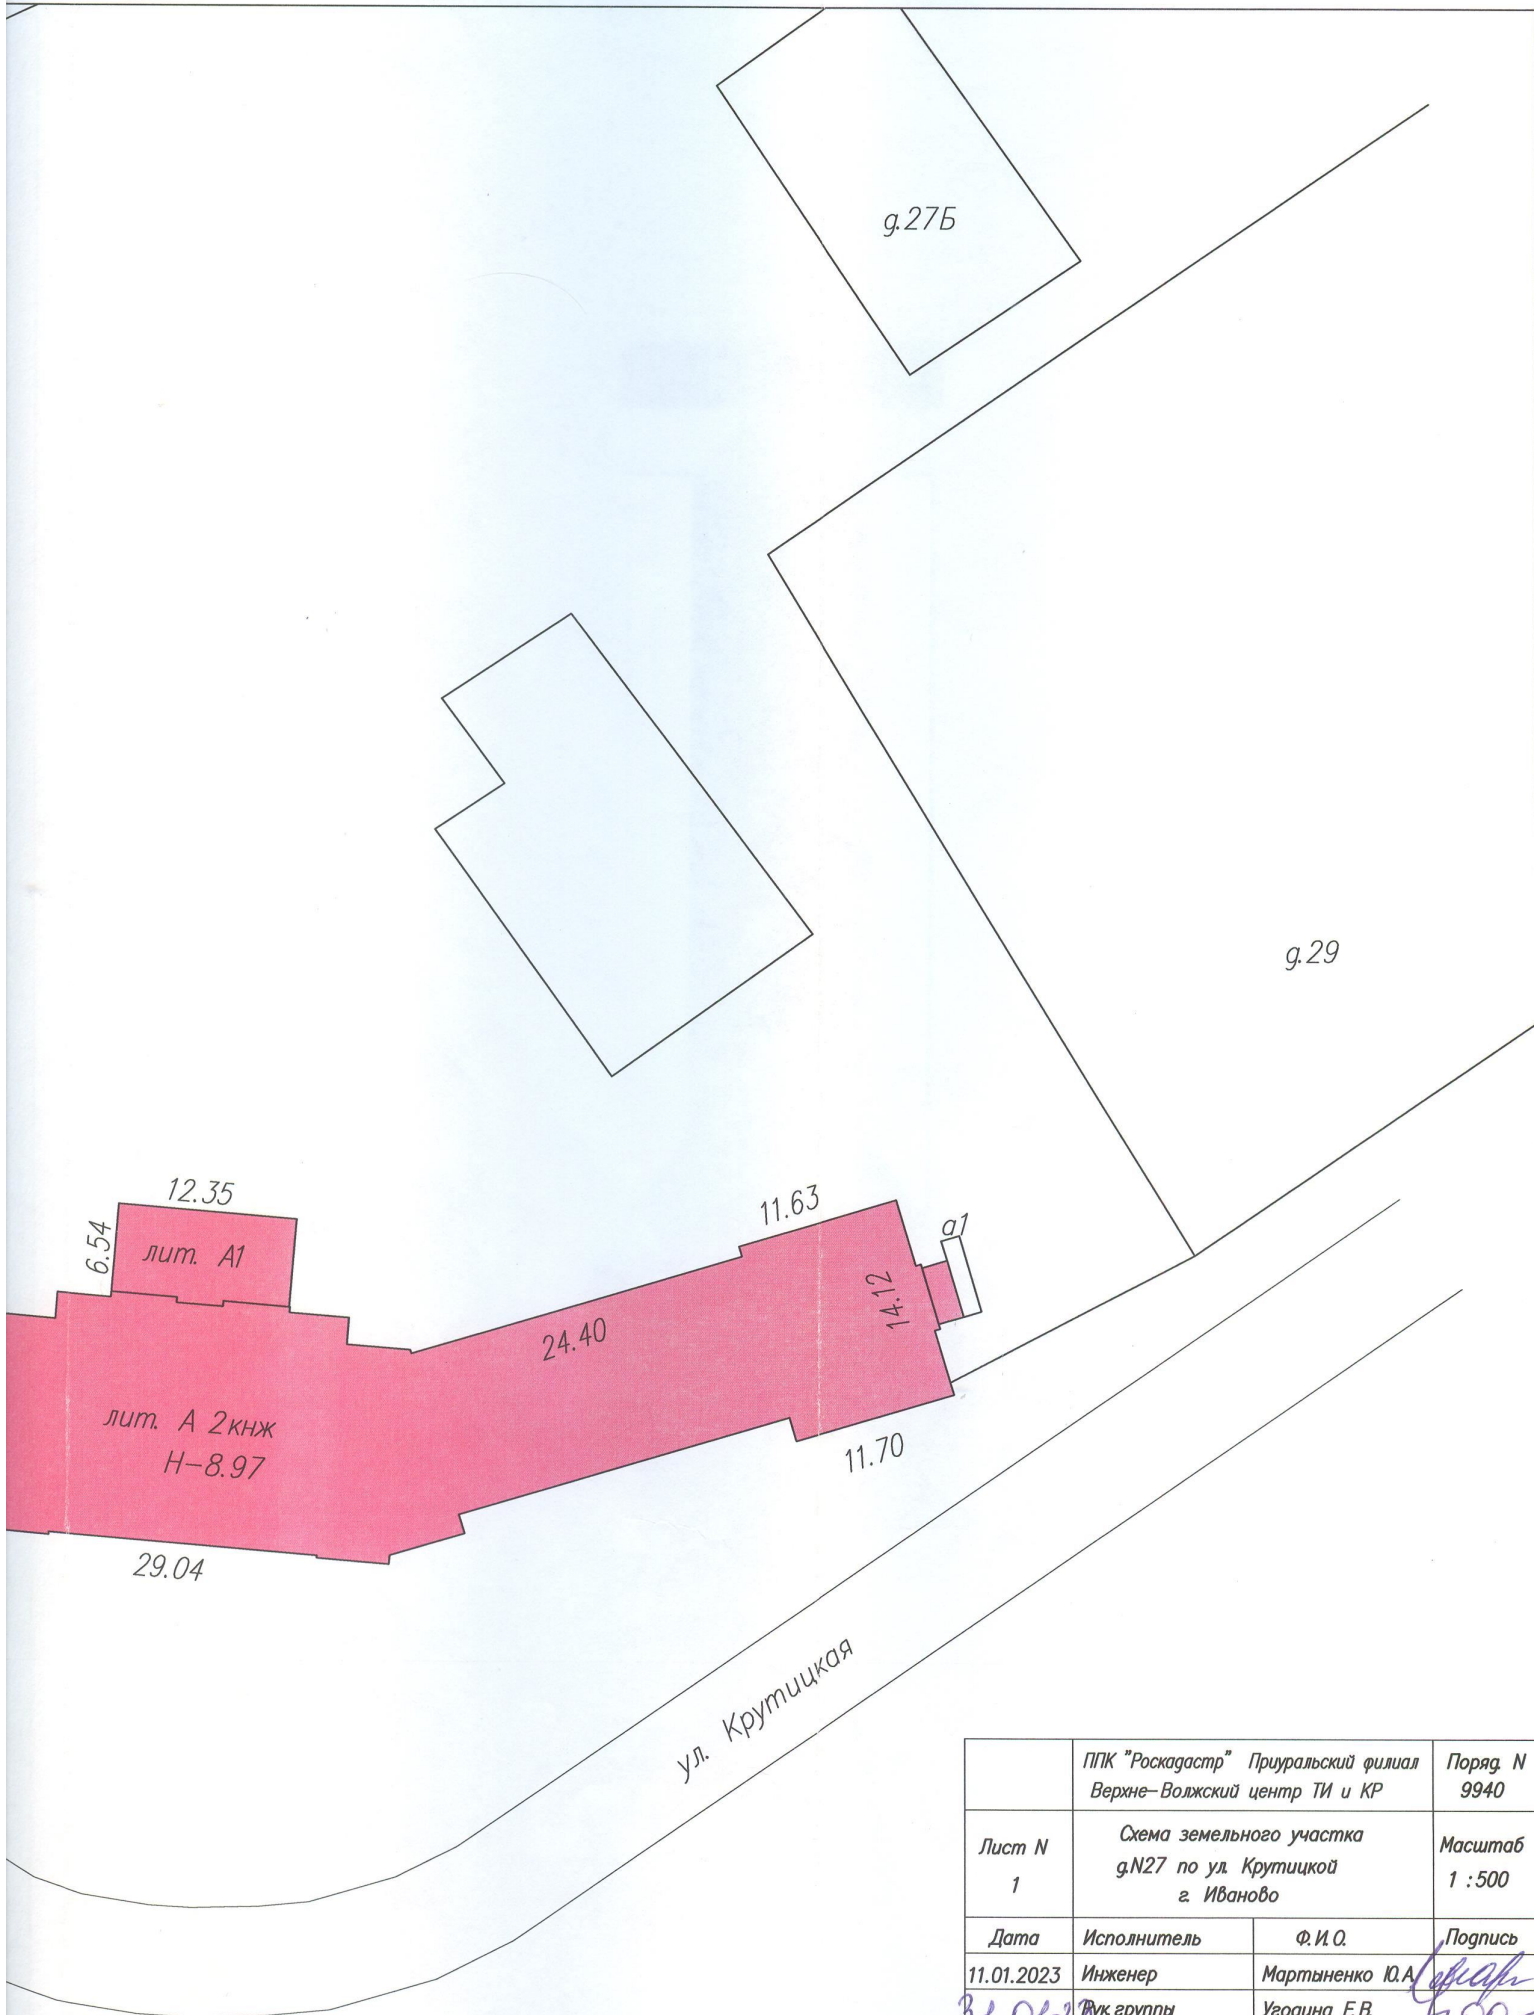 д.27Б
д.29
12.35
6.54
лит. А1
11.63
а1
14.12
24.40
лит. А 2кнж
Н-8.97
11.70
29.04
ул. Крутицкая
ППК "Роскадастр" Приуральский филиал
Верхне-Волжский центр ТИ и КР
Поряд. N
9940
Лист N
1
Схема земельного участка
д.N27 по ул. Крутицкой
г. Иваново
Масштаб
1 :500
Дата
Исполнитель
Ф.И.О.
Подпись
11.01.2023
Инженер
Мартыненко Ю.А.
Рук.группы
Угодина Е.В.